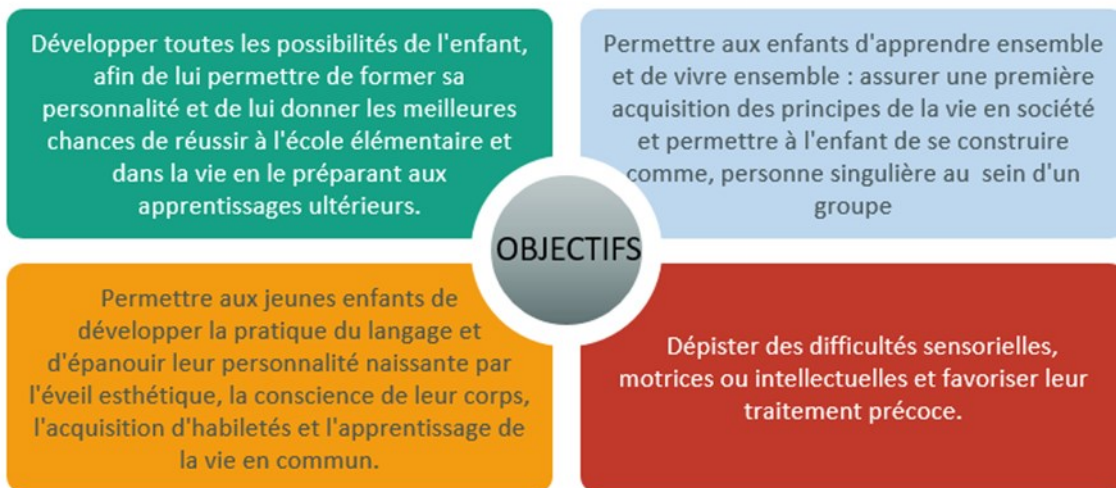 Développer toutes les possibilités de l'enfant,
afin de lui permettre de former sa
personnalité et de lui donner les meilleures
chances de réussir à l'école élémentaire et
dans la vie en le préparant aux
apprentissages ultérieurs.
Permettre aux enfants d'apprendre ensemble
et de vivre ensemble : assurer une première
acquisition des principes de la vie en société
et permettre à l'enfant de se construire
comme, personne singulière au sein d'un
groupe
OBJECTIFS
Permettre aux jeunes enfants de
développer la pratique du langage et
d'épanouir leur personnalité naissante par
l'éveil esthétique, la conscience de leur corps,
l'acquisition d'habiletés et l'apprentissage de
la vie en commun.
Dépister des difficultés sensorielles,
motrices ou intellectuelles et favoriser leur
traitement précoce.